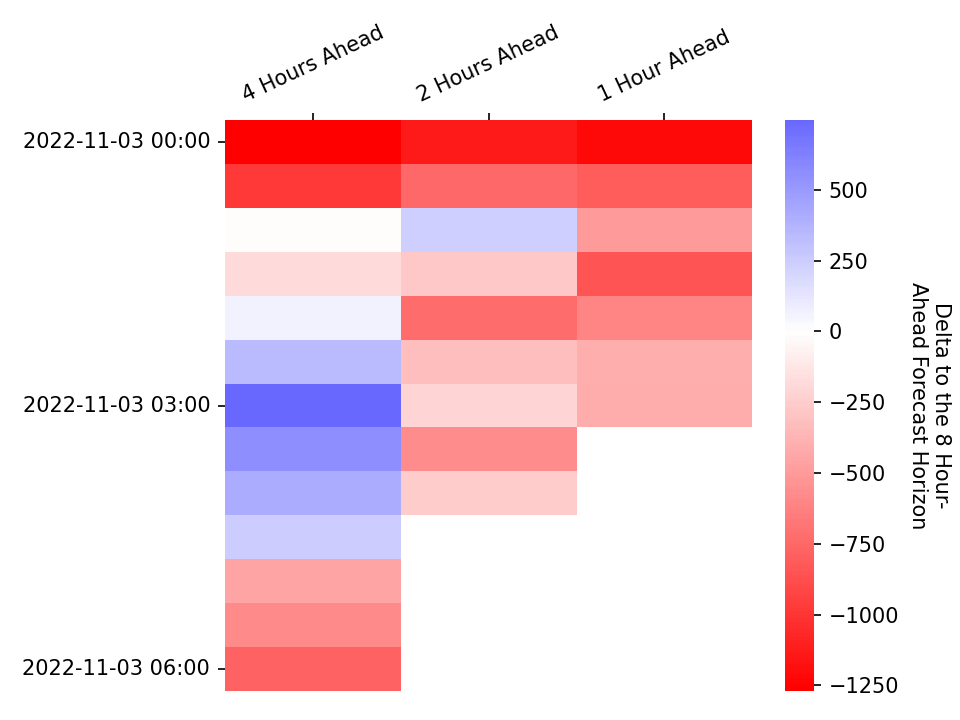 4 Hours Ahead
2 Hours Ahead
1 Hour Ahead
2022-11-03 00:00
2022-11-03 03:00
2022-11-03 06:00
500
250
0
−250
−500
−750
−1000
−1250
Delta to the 8 Hour-
Ahead Forecast Horizon